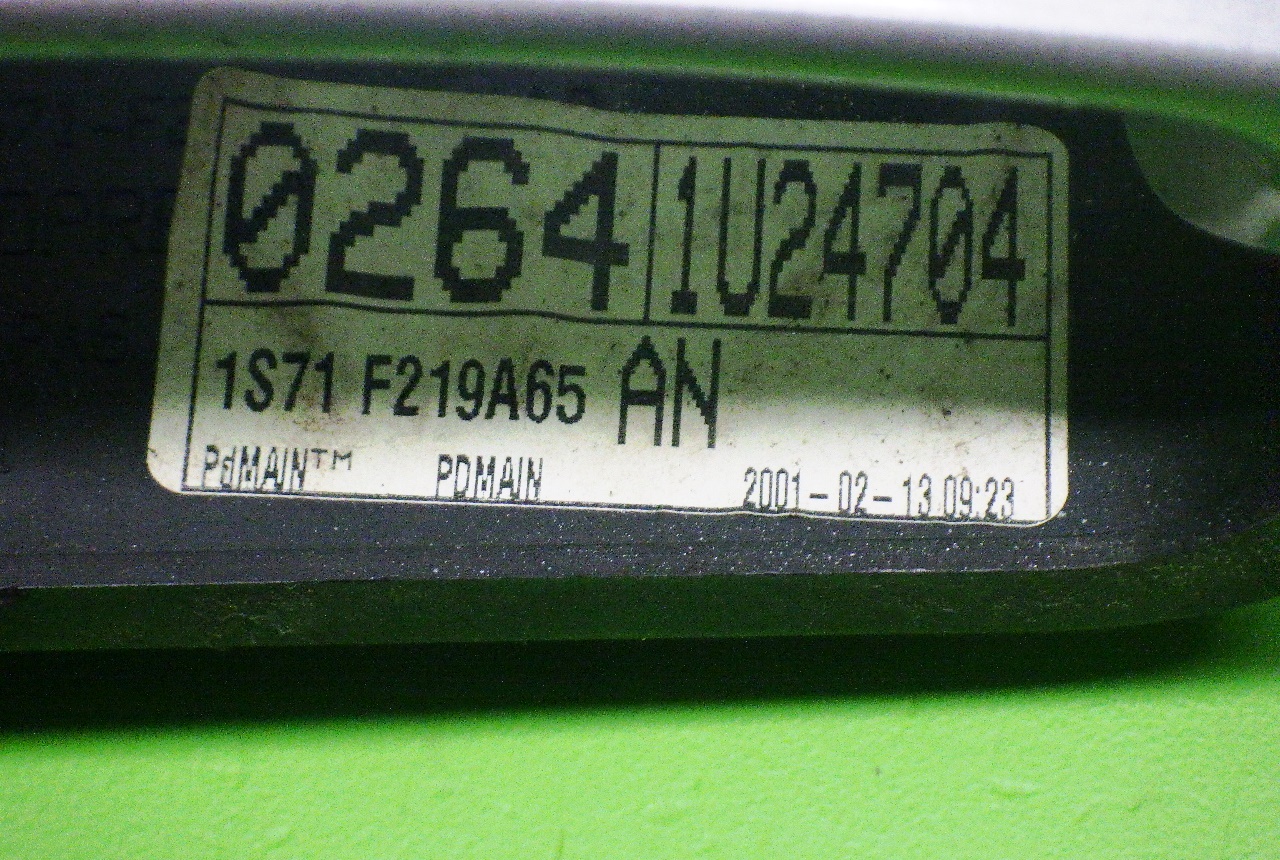 0264 1U24704
1S71 F219A65 AN
PdMAIN™ PDMAIN 2001-02-13 09:23